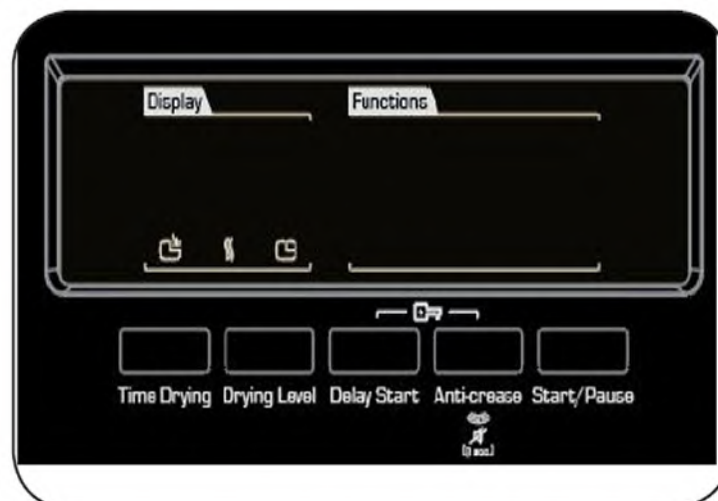 Display Functions
Time Drying Drying Level Delay Start Anti-crease Start/Pause